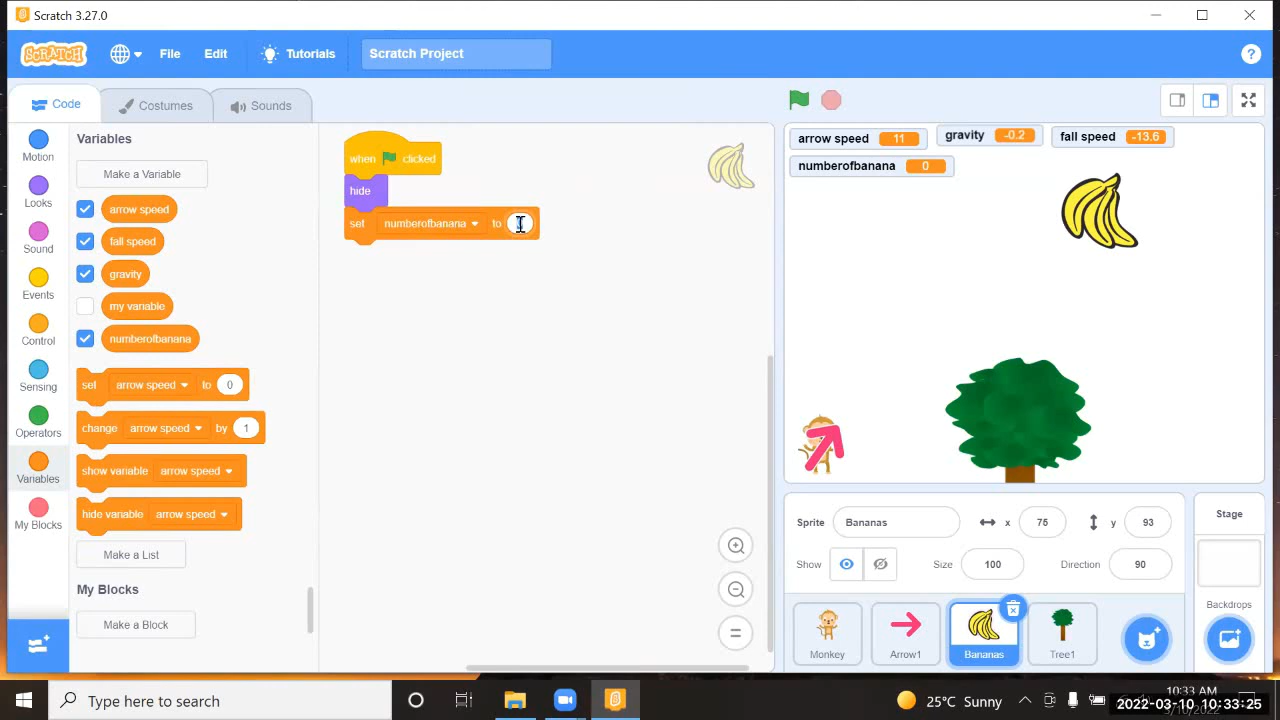 Scratch 3.27.0
SCRATCH
File
Edit
Tutorials
Scratch Project
?
Code
Costumes
Sounds
Motion
Looks
Sound
Events
Control
Sensing
Operators
Variables
My Blocks
Variables
Make a Variable
arrow speed
fall speed
gravity
my variable
numberofbanana
set arrow speed to 0
change arrow speed by 1
show variable arrow speed
hide variable arrow speed
Make a List
My Blocks
Make a Block
when clicked
hide
set numberofbanana to
arrow speed 11
gravity -0.2
fall speed -13.6
numberofbanana 0
Sprite Bananas x 75 y 93
Show Size 100 Direction 90
Monkey
Arrow1
Bananas
Tree1
Stage
Backdrops
Type here to search
25°C Sunny
10:33 AM
2022-03-10 10:33:25